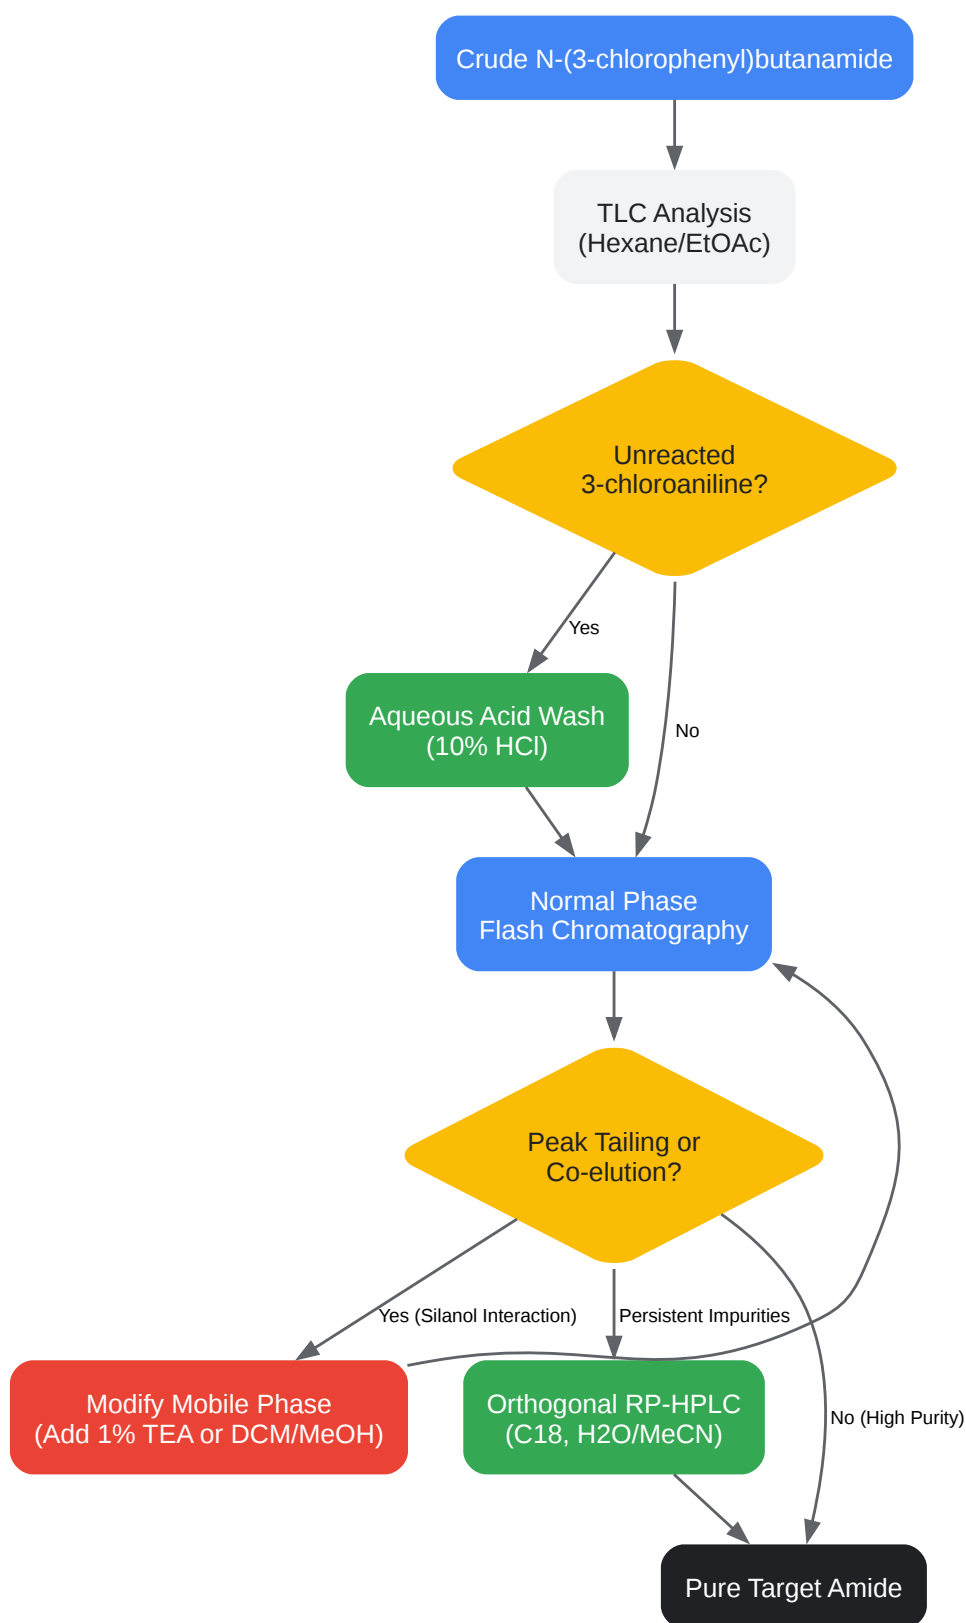 Crude N-(3-chlorophenyl)butanamide
TLC Analysis
(Hexane/EtOAc)
Unreacted
3-chloroaniline?
Yes
Aqueous Acid Wash
(10% HCl)
No
Normal Phase
Flash Chromatography
Peak Tailing or
Co-elution?
Yes (Silanol Interaction)
Persistent Impurities
Modify Mobile Phase
(Add 1% TEA or DCM/MeOH)
Orthogonal RP-HPLC
(C18, H2O/MeCN)
No (High Purity)
Pure Target Amide